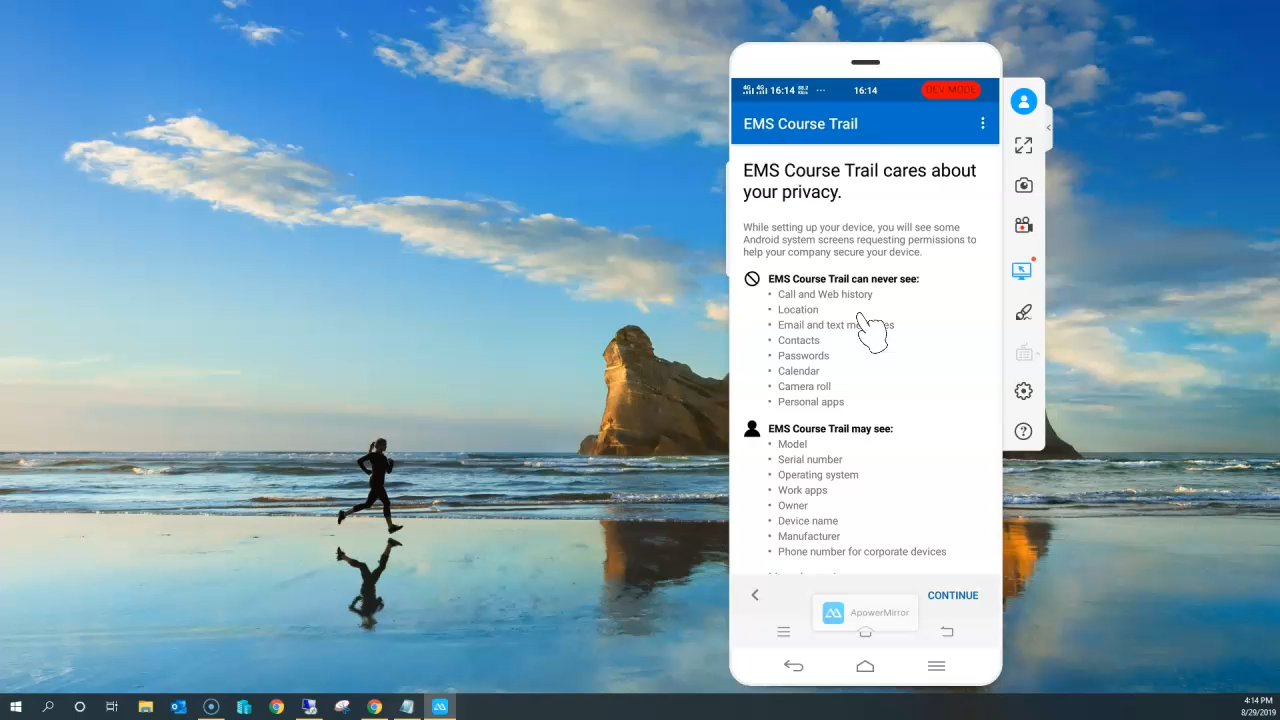 16:14
16:14
DEV MODE
EMS Course Trail
EMS Course Trail cares about
your privacy.
While setting up your device, you will see some
Android system screens requesting permissions to
help your company secure your device.
EMS Course Trail can never see:
• Call and Web history
• Location
• Email and text
• Contacts
• Passwords
• Calendar
• Camera roll
• Personal apps
EMS Course Trail may see:
• Model
• Serial number
• Operating system
• Work apps
• Owner
• Device name
• Manufacturer
• Phone number for corporate devices
CONTINUE
ApowerMirror
4:14 PM
8/29/2019